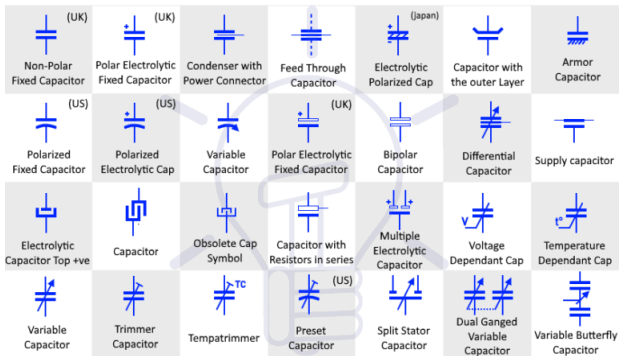 (UK)
Non-Polar
Fixed Capacitor
(UK)
+
Polar Electrolytic
Fixed Capacitor
Condenser with
Power Connector
Feed Through
Capacitor
(japan)
+
-
Electrolytic
Polarized Cap
Capacitor with
the outer Layer
Armor
Capacitor
(US)
Polarized
Fixed Capacitor
(US)
+
Polarized
Electrolytic Cap
Variable
Capacitor
(UK)
+
Polar Electrolytic
Fixed Capacitor
Bipolar
Capacitor
Differential
Capacitor
Supply capacitor
Electrolytic
Capacitor Top +ve
Capacitor
Obsolete Cap
Symbol
Capacitor with
Resistors in series
+ +
Multiple
Electrolytic
Capacitor
V
Voltage
Dependant Cap
t°
Temperature
Dependant Cap
Variable
Capacitor
Trimmer
Capacitor
TC
Tempatrimmer
(US)
Preset
Capacitor
Split Stator
Capacitor
Dual Ganged
Variable
Capacitor
Variable Butterfly
Capacitor